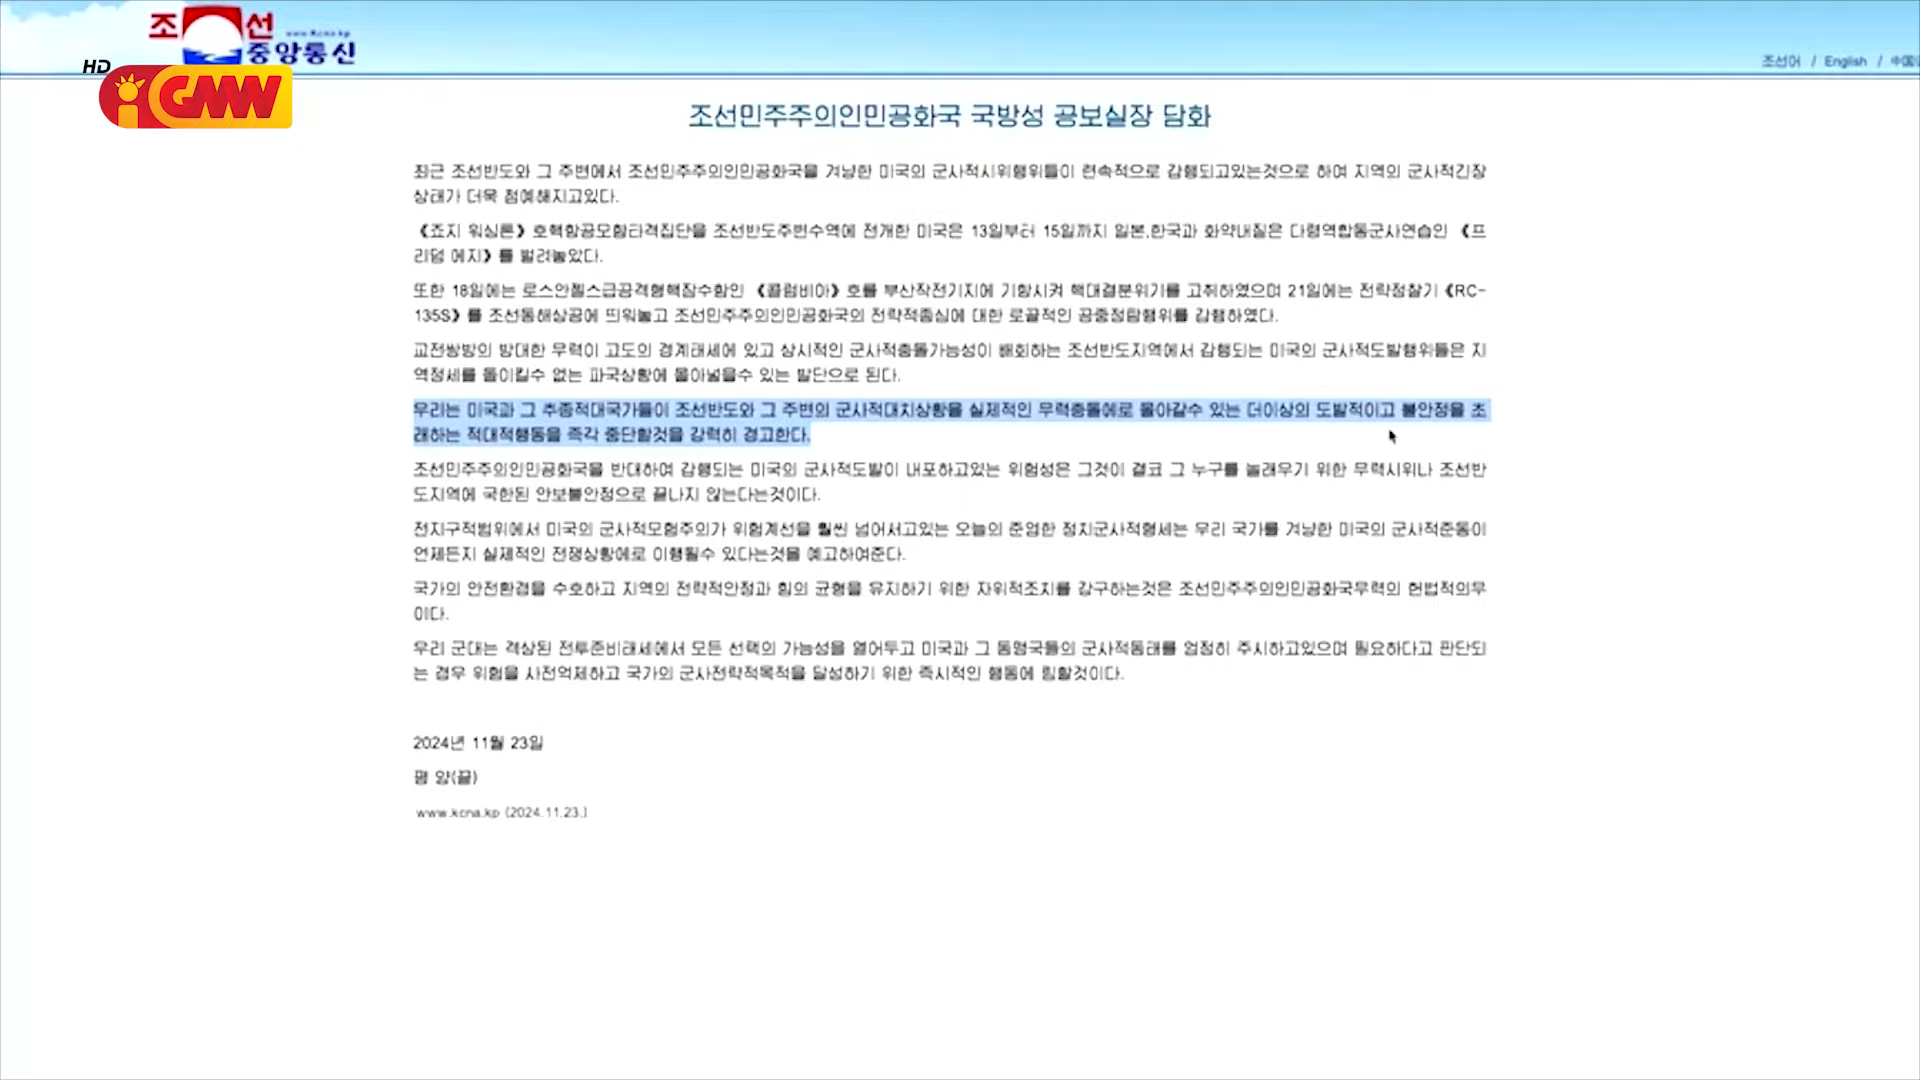 조선
www.kcna.kp
중앙통신
HD
iGMW
조선어 / English / 中国
조선민주주의인민공화국 국방성 공보실장 담화
최근 조선반도와 그 주변에서 조선민주주의인민공화국을 겨냥한 미국의 군사적시위행위들이 련속적으로 감행되고있는것으로 하여 지역의 군사적긴장
상태가 더욱 첨예해지고있다.
《죠지 워싱톤》호핵항공모함타격집단을 조선반도주변수역에 전개한 미국은 13일부터 15일까지 일본,한국과 화약내짙은 다령역합동군사연습인 《프
리덤 에지》를 벌려놓았다.
또한 18일에는 로스안젤스급공격형핵잠수함인 《콜럼비아》호를 부산작전기지에 기항시켜 핵대결분위기를 고취하였으며 21일에는 전략정찰기《RC-
135S》를 조선동해상공에 띄워놓고 조선민주주의인민공화국의 전략적종심에 대한 로골적인 공중정탐행위를 감행하였다.
교전쌍방의 방대한 무력이 고도의 경계태세에 있고 상시적인 군사적충돌가능성이 배회하는 조선반도지역에서 감행되는 미국의 군사적도발행위들은 지
역정세를 돌이킬수 없는 파국상황에 몰아넣을수 있는 발단으로 된다.
우리는 미국과 그 추종적대국가들이 조선반도와 그 주변의 군사적대치상황을 실제적인 무력충돌에로 몰아갈수 있는 더이상의 도발적이고 불안정을 초
래하는 적대적행동을 즉각 중단할것을 강력히 경고한다.
조선민주주의인민공화국을 반대하여 감행되는 미국의 군사적도발이 내포하고있는 위험성은 그것이 결코 그 누구를 놀래우기 위한 무력시위나 조선반
도지역에 국한된 안보불안정으로 끝나지 않는다는것이다.
전지구적범위에서 미국의 군사적모험주의가 위험계선을 훨씬 넘어서고있는 오늘의 준엄한 정치군사적형세는 우리 국가를 겨냥한 미국의 군사적준동이
언제든지 실제적인 전쟁상황에로 이행될수 있다는것을 예고하여준다.
국가의 안전환경을 수호하고 지역의 전략적안정과 힘의 균형을 유지하기 위한 자위적조치를 강구하는것은 조선민주주의인민공화국무력의 헌법적의무
이다.
우리 군대는 격상된 전투준비태세에서 모든 선택의 가능성을 열어두고 미국과 그 동맹국들의 군사적동태를 엄정히 주시하고있으며 필요하다고 판단되
는 경우 위험을 사전억제하고 국가의 군사전략적목적을 달성하기 위한 즉시적인 행동에 림할것이다.
2024년 11월 23일
평 양(끝)
www.kcna.kp (2024.11.23.)